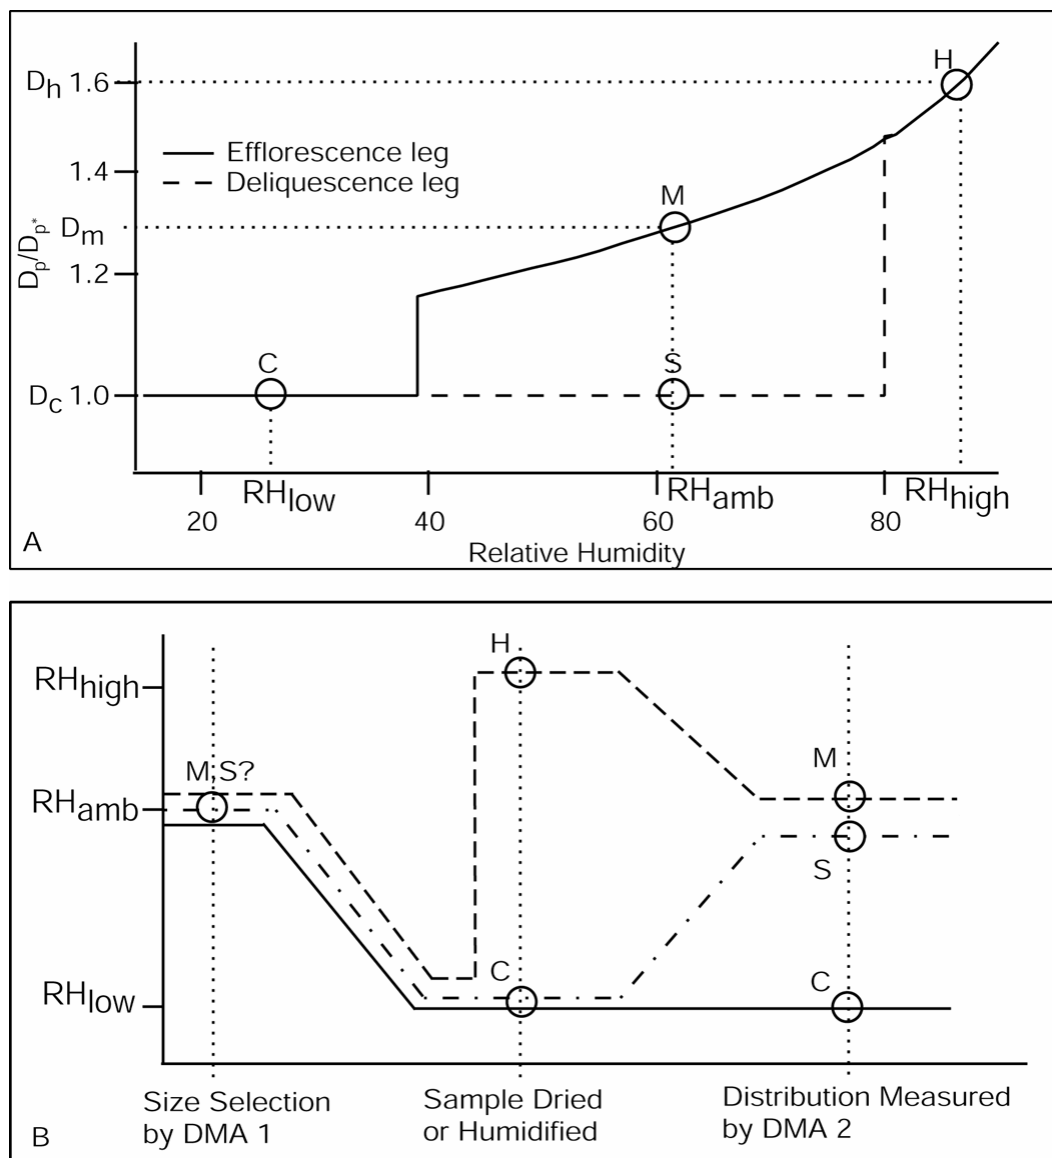 H
Dh 1.6
Efflorescence leg
1.4
Deliquescence leg
M
Dp/Dp*
Dm
1.2
C
S
Dc 1.0
RHlow
RHamb
RHhigh
20
40
60
80
A
Relative Humidity
H
RHhigh
M
M,S?
RHamb
S
C
C
RHlow
Size Selection
by DMA 1
Sample Dried
or Humidified
Distribution Measured
by DMA 2
B